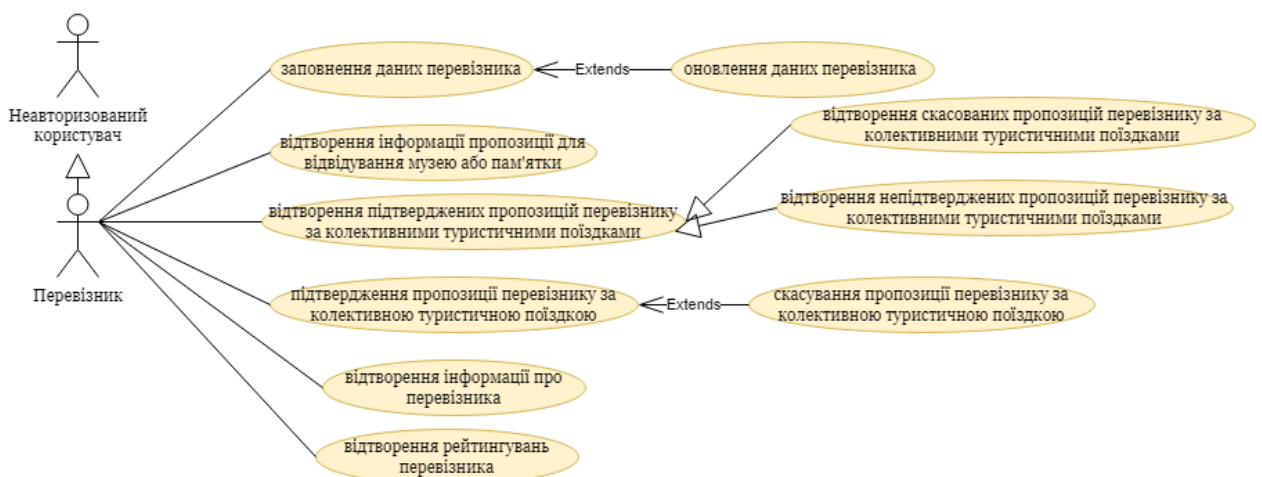 Неавторизований
користувач
Перевізник
заповнення даних перевізника
Extends
оновлення даних перевізника
відтворення інформації пропозиції для
відвідування музею або пам'ятки
відтворення підтверджених пропозицій перевізнику
за колективними туристичними поїздками
відтворення скасованих пропозицій перевізнику за
колективними туристичними поїздками
відтворення непідтверджених пропозицій перевізнику за
колективними туристичними поїздками
підтвердження пропозиції перевізнику за
колективною туристичною поїздкою
Extends
скасування пропозиції перевізнику за
колективною туристичною поїздкою
відтворення інформації про
перевізника
відтворення рейтингувань
перевізника